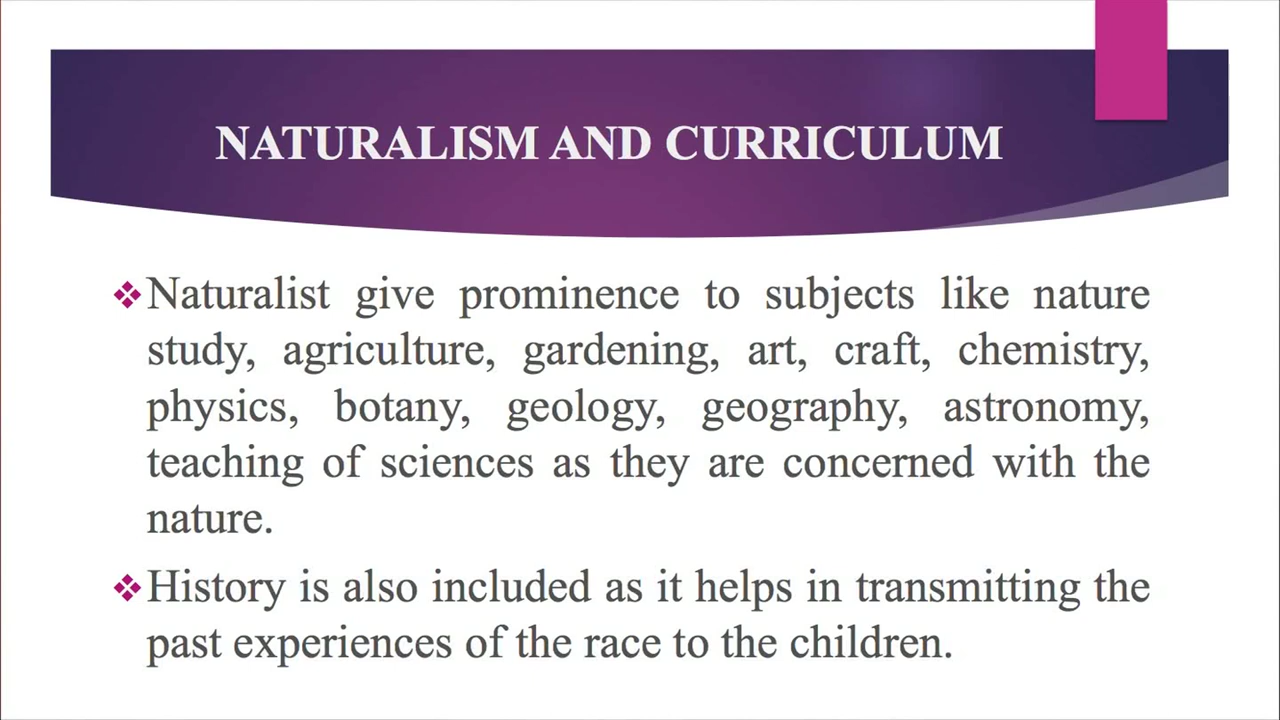 NATURALISM AND CURRICULUM
Naturalist give prominence to subjects like nature
study, agriculture, gardening, art, craft, chemistry,
physics, botany, geology, geography, astronomy,
teaching of sciences as they are concerned with the
nature.
History is also included as it helps in transmitting the
past experiences of the race to the children.